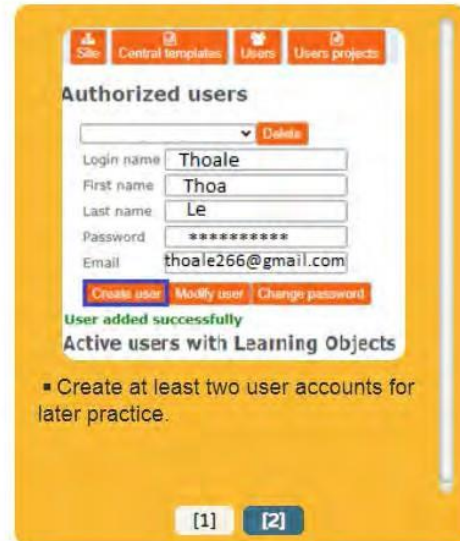 Site Central templates Users Users projects
Authorized users
Delete
Login name Thoale
First name Thoa
Last name Le
Password **********
Email thoale266@gmail.com
Create user Modify user Change password
User added successfully
Active users with Learning Objects
▪ Create at least two user accounts for
later practice.
[1] [2]